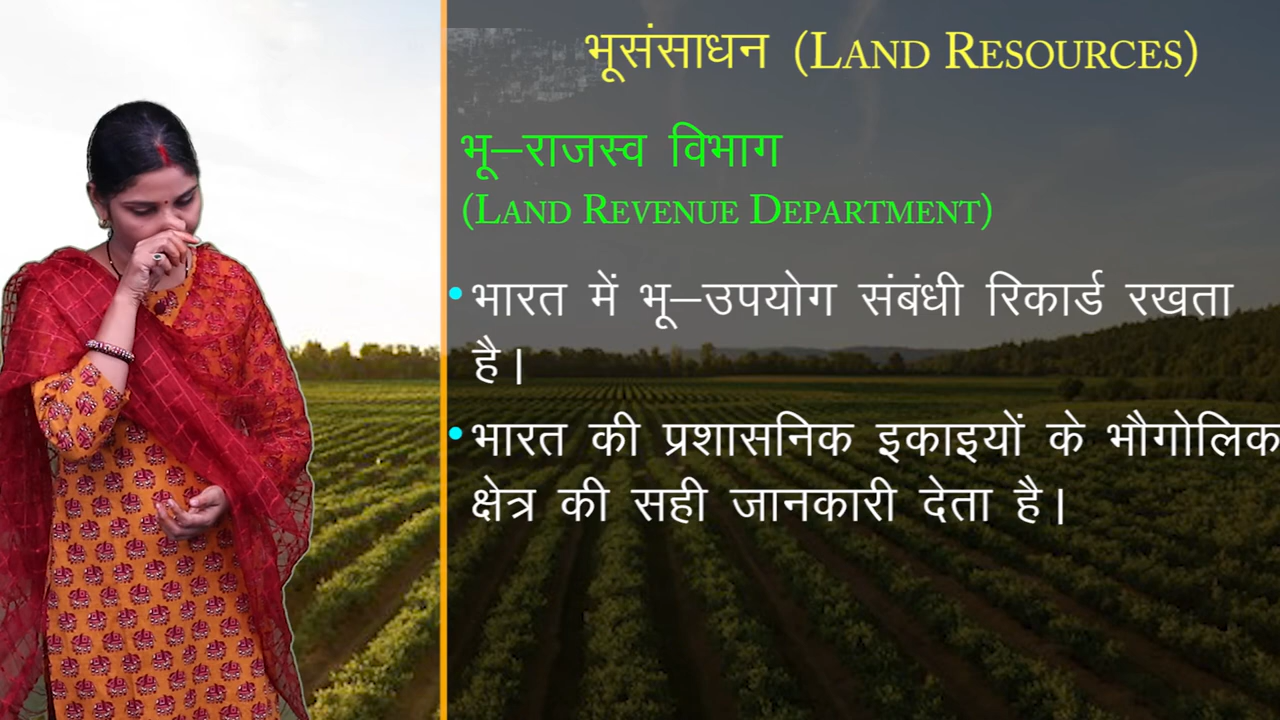 भूसंसाधन (LAND RESOURCES)
भू–राजस्व विभाग
(LAND REVENUE DEPARTMENT)
• भारत में भू–उपयोग संबंधी रिकार्ड रखता
है।
• भारत की प्रशासनिक इकाइयों के भौगोलिक
क्षेत्र की सही जानकारी देता है।